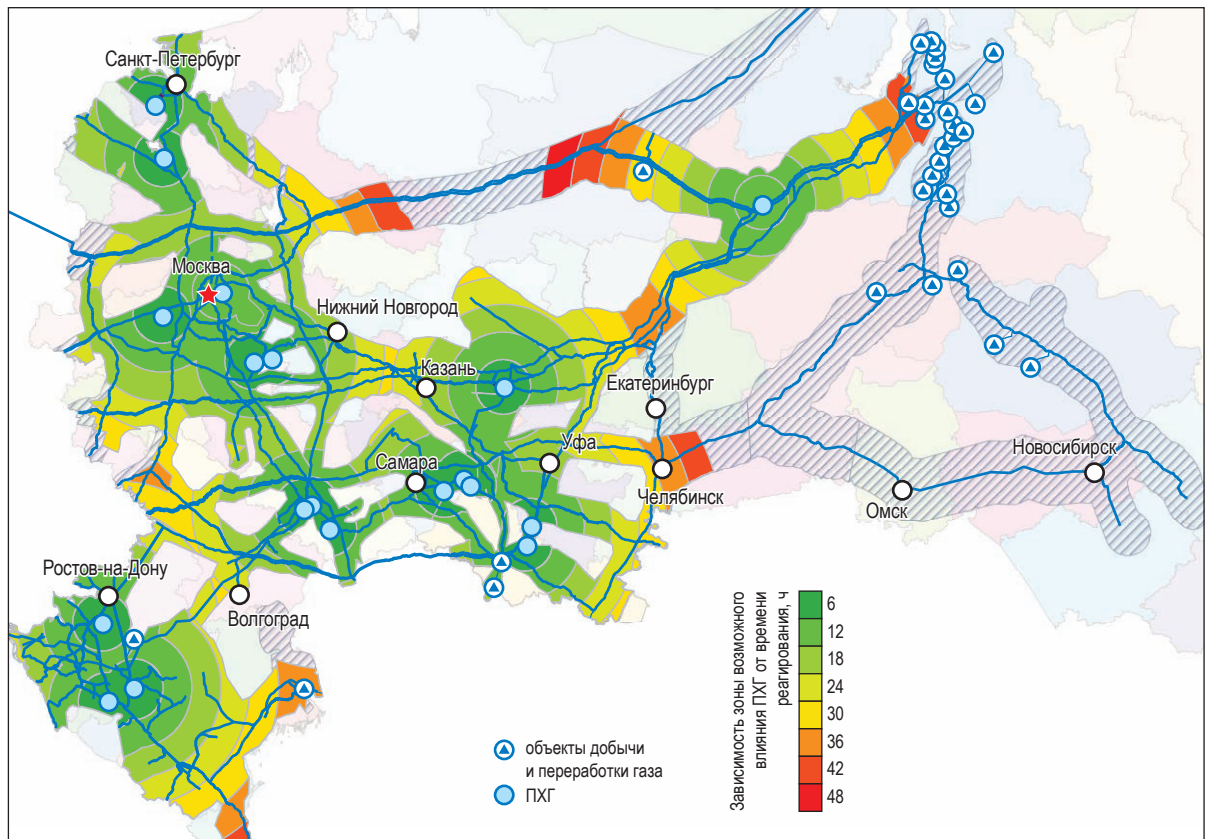 Санкт-Петербург
Москва
Нижний Новгород
Казань
Екатеринбург
Уфа
Самара
Челябинск
Новосибирск
Омск
Ростов-на-Дону
Волгоград
объекты добычи
и переработки газа
ПХГ
Зависимость зоны возможного
влияния ПХГ от времени
реагирования, ч
6
12
18
24
30
36
42
48